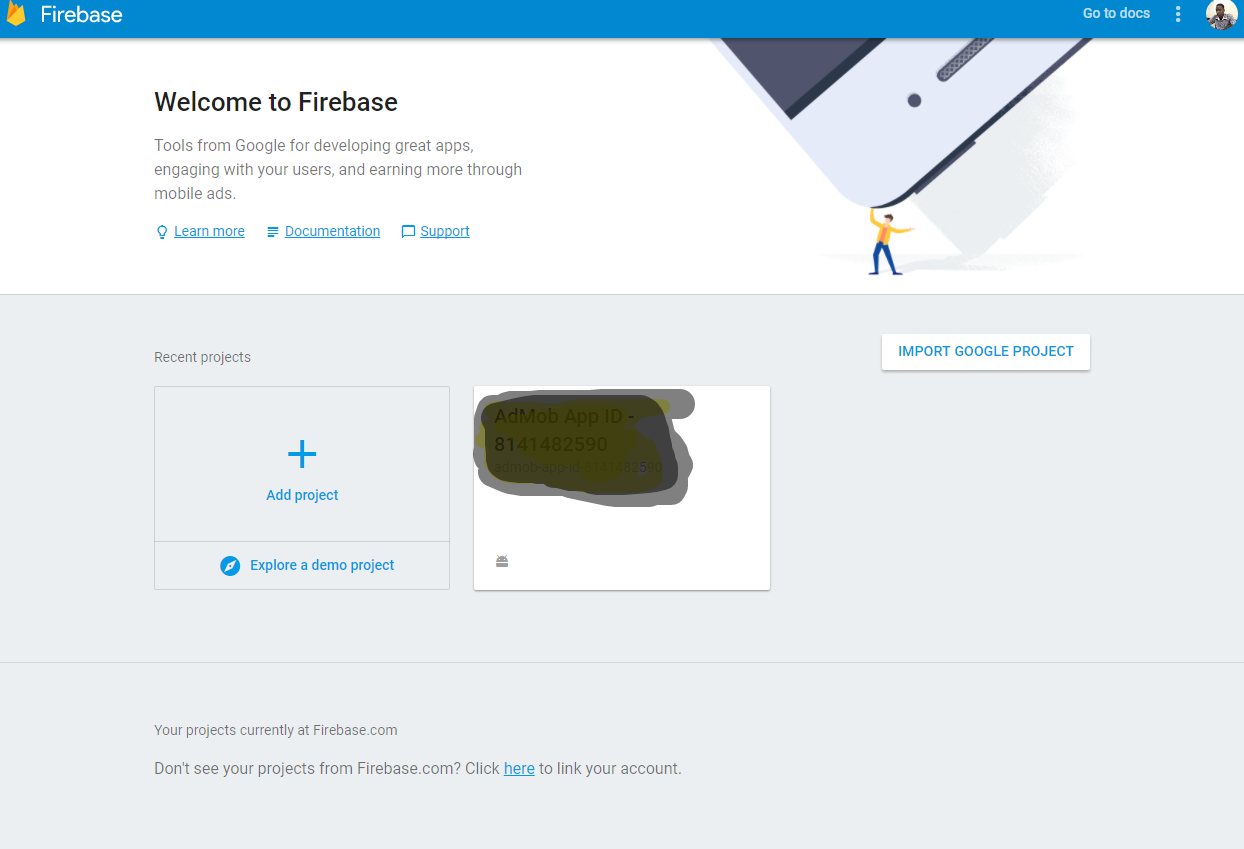 Firebase
Go to docs
Welcome to Firebase
Tools from Google for developing great apps,
engaging with your users, and earning more through
mobile ads.
Learn more
Documentation
Support
Recent projects
IMPORT GOOGLE PROJECT
Add project
Explore a demo project
AdMob App ID -
8141482590
admob-app-id-8141482590
Your projects currently at Firebase.com
Don't see your projects from Firebase.com? Click here to link your account.